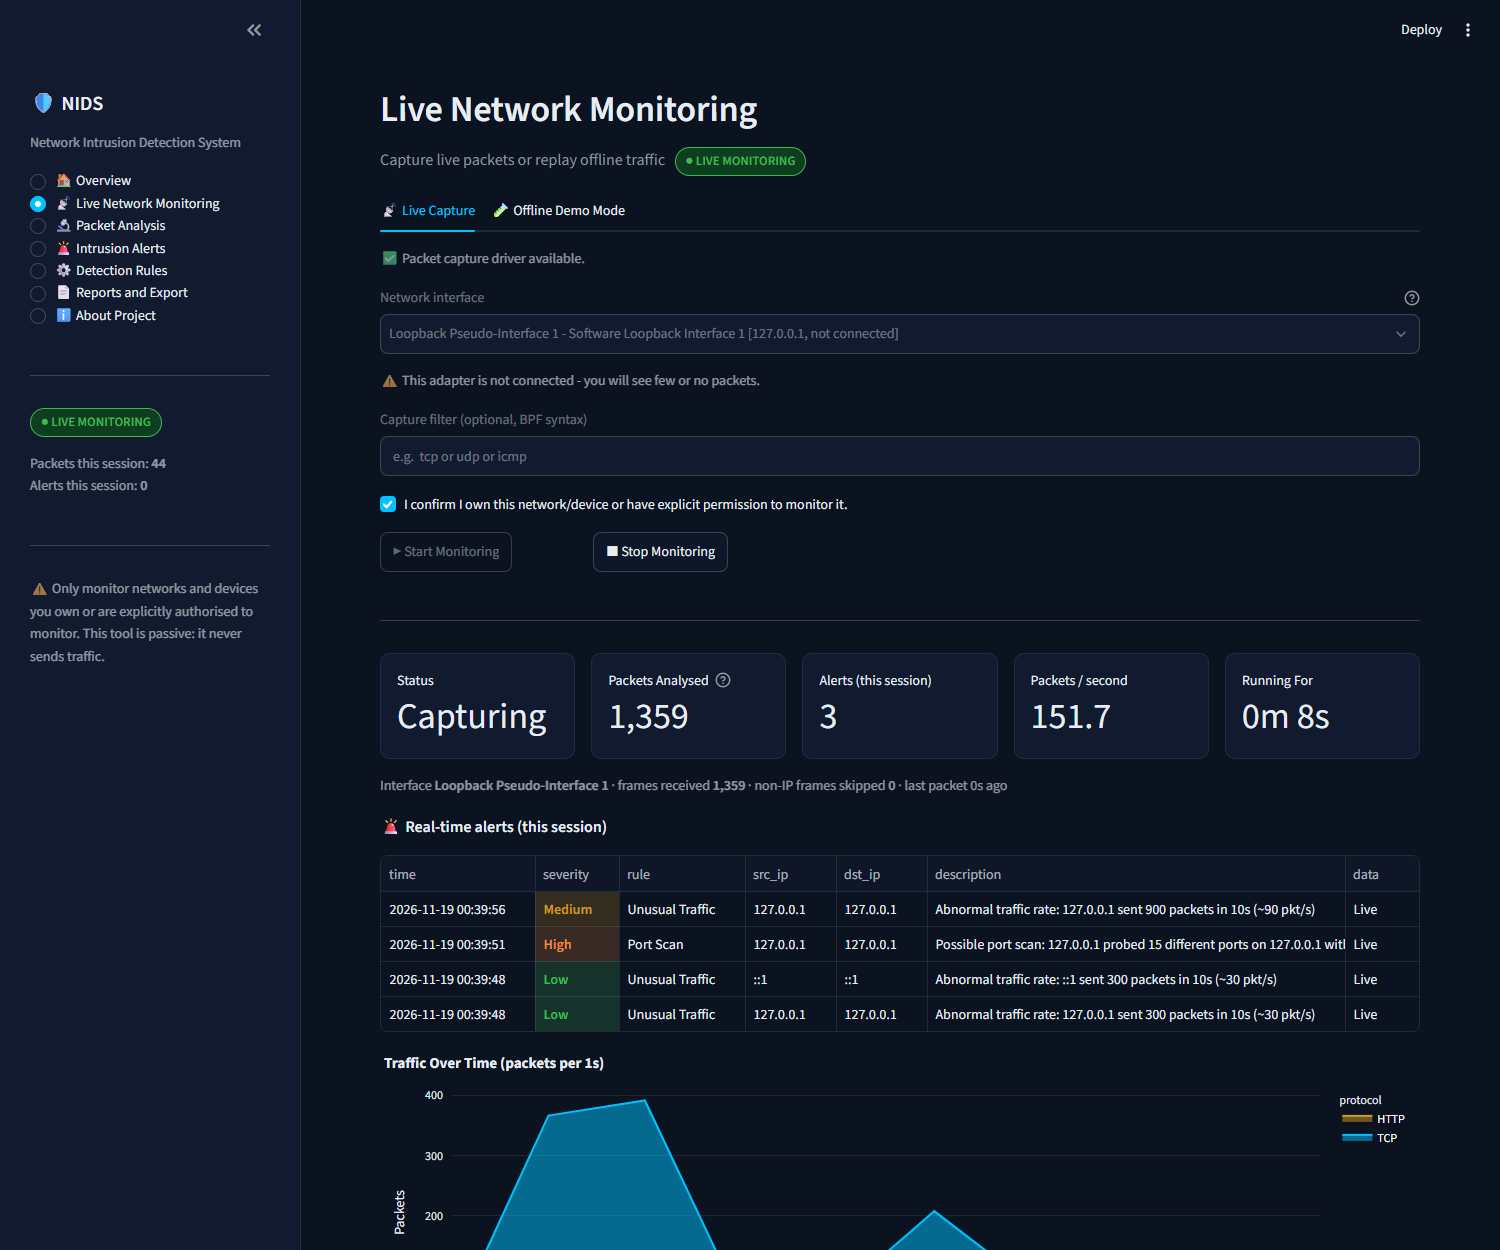 Deploy
NIDS
Network Intrusion Detection System
Overview
Live Network Monitoring
Packet Analysis
Intrusion Alerts
Detection Rules
Reports and Export
About Project
● LIVE MONITORING
Packets this session: 44
Alerts this session: 0
Only monitor networks and devices
you own or are explicitly authorised to
monitor. This tool is passive: it never
sends traffic.
Live Network Monitoring
Capture live packets or replay offline traffic ● LIVE MONITORING
Live Capture Offline Demo Mode
Packet capture driver available.
Network interface
Loopback Pseudo-Interface 1 - Software Loopback Interface 1 [127.0.0.1, not connected]
This adapter is not connected - you will see few or no packets.
Capture filter (optional, BPF syntax)
e.g. tcp or udp or icmp
I confirm I own this network/device or have explicit permission to monitor it.
Start Monitoring Stop Monitoring
Status Packets Analysed Alerts (this session) Packets / second Running For
Capturing 1,359 3 151.7 0m 8s
Interface Loopback Pseudo-Interface 1 · frames received 1,359 · non-IP frames skipped 0 · last packet 0s ago
Real-time alerts (this session)
time severity rule src_ip dst_ip description data
2026-11-19 00:39:56 Medium Unusual Traffic 127.0.0.1 127.0.0.1 Abnormal traffic rate: 127.0.0.1 sent 900 packets in 10s (~90 pkt/s) Live
2026-11-19 00:39:51 High Port Scan 127.0.0.1 127.0.0.1 Possible port scan: 127.0.0.1 probed 15 different ports on 127.0.0.1 with Live
2026-11-19 00:39:48 Low Unusual Traffic ::1 ::1 Abnormal traffic rate: ::1 sent 300 packets in 10s (~30 pkt/s) Live
2026-11-19 00:39:48 Low Unusual Traffic 127.0.0.1 127.0.0.1 Abnormal traffic rate: 127.0.0.1 sent 300 packets in 10s (~30 pkt/s) Live
Traffic Over Time (packets per 1s)
400
300
200
Packets
protocol
HTTP
TCP